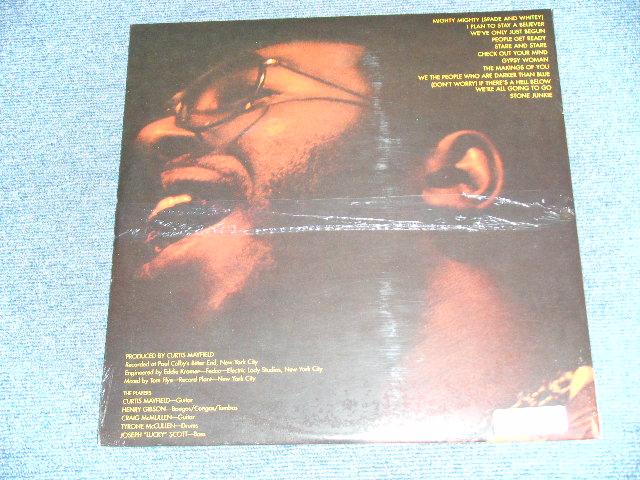 MIGHTY MIGHTY (SPADE AND WHITEY)
I PLAN TO STAY A BELIEVER
WE'VE ONLY JUST BEGUN
PEOPLE GET READY
STARE AND STARE
CHECK OUT YOUR MIND
GYPSY WOMAN
THE MAKINGS OF YOU
WE THE PEOPLE WHO ARE DARKER THAN BLUE
(DON'T WORRY) IF THERE'S A HELL BELOW
WE'RE ALL GOING TO GO
STONE JUNKIE
PRODUCED BY CURTIS MAYFIELD
Recorded at Paul Colby's Bitter End, New York City
Engineered by Eddie Kramer—Fedco—Electric Lady Studios, New York City
Mixed by Tom Flye—Record Plant—New York City
THE PLAYERS
CURTIS MAYFIELD—Guitar
HENRY GIBSON—Bongos/Congas/Tumbas
CRAIG McMULLEN—Guitar
TYRONE McCULLEN—Drums
JOSEPH "LUCKY" SCOTT—Bass